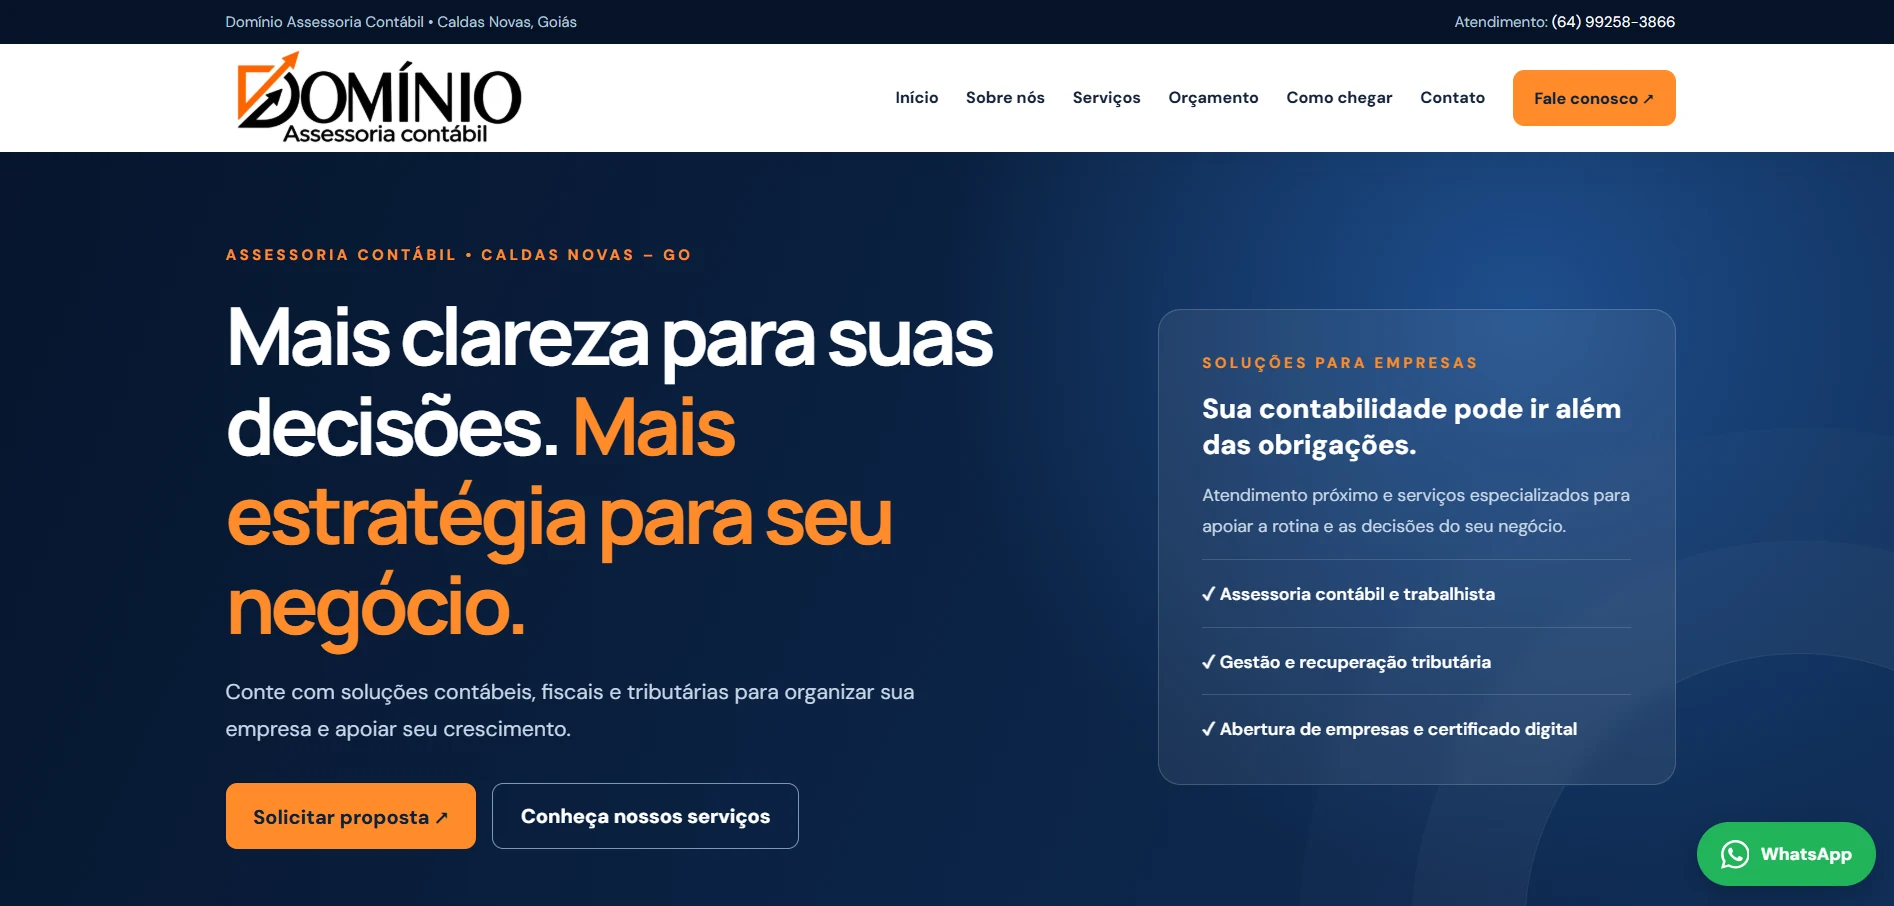 Domínio Assessoria Contábil • Caldas Novas, Goiás
Atendimento: (64) 99258-3866
DOMÍNIO
Assessoria contábil
Início
Sobre nós
Serviços
Orçamento
Como chegar
Contato
Fale conosco ↗
ASSESSORIA CONTÁBIL • CALDAS NOVAS – GO
Mais clareza para suas
decisões. Mais
estratégia para seu
negócio.
Conte com soluções contábeis, fiscais e tributárias para organizar sua
empresa e apoiar seu crescimento.
Solicitar proposta ↗
Conheça nossos serviços
SOLUÇÕES PARA EMPRESAS
Sua contabilidade pode ir além
das obrigações.
Atendimento próximo e serviços especializados para
apoiar a rotina e as decisões do seu negócio.
✓ Assessoria contábil e trabalhista
✓ Gestão e recuperação tributária
✓ Abertura de empresas e certificado digital
WhatsApp